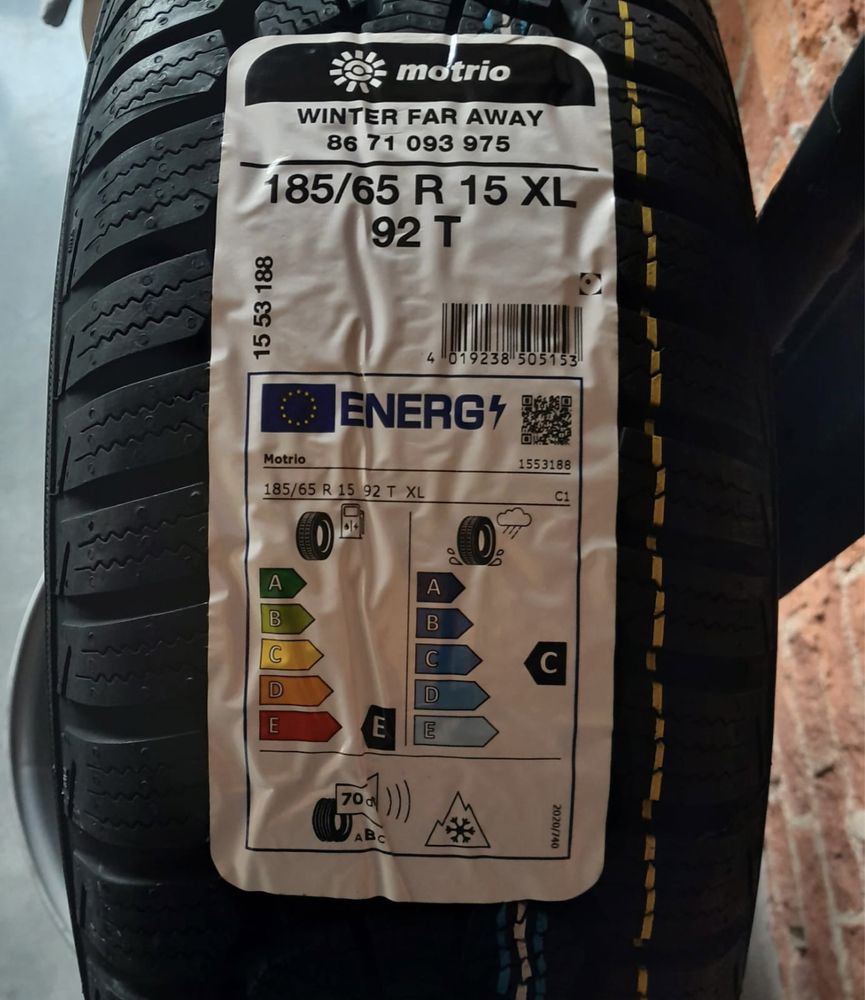 motrio
WINTER FAR AWAY
86 71 093 975
185/65 R 15 XL
92 T
15 53 188
4 019238 505153
ENERG
Motrio 1553188
185/65 R 15 92 T XL C1
A
B
C
D
E
E
A
B
C
D
E
C
70 d
ABC
2020/740